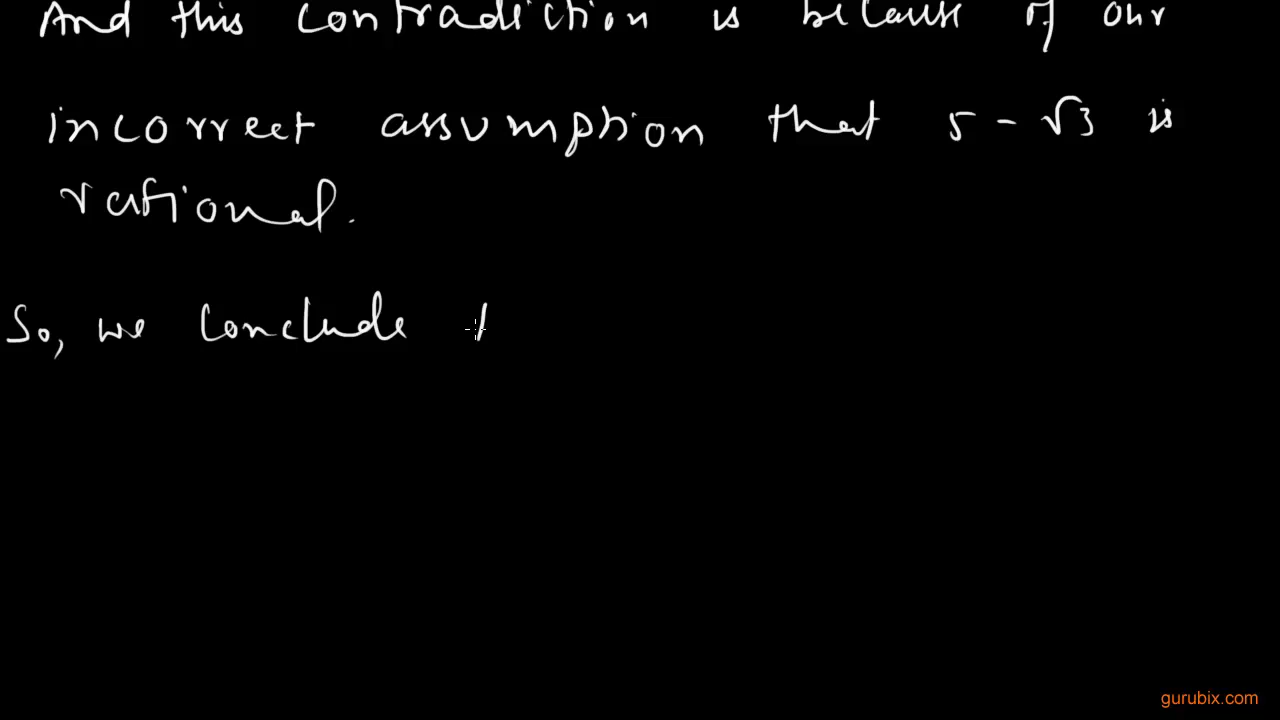 And this contradiction is because of our
incorrect assumption that 5 - √3 is
rational.
So, we conclude
gurubix.com